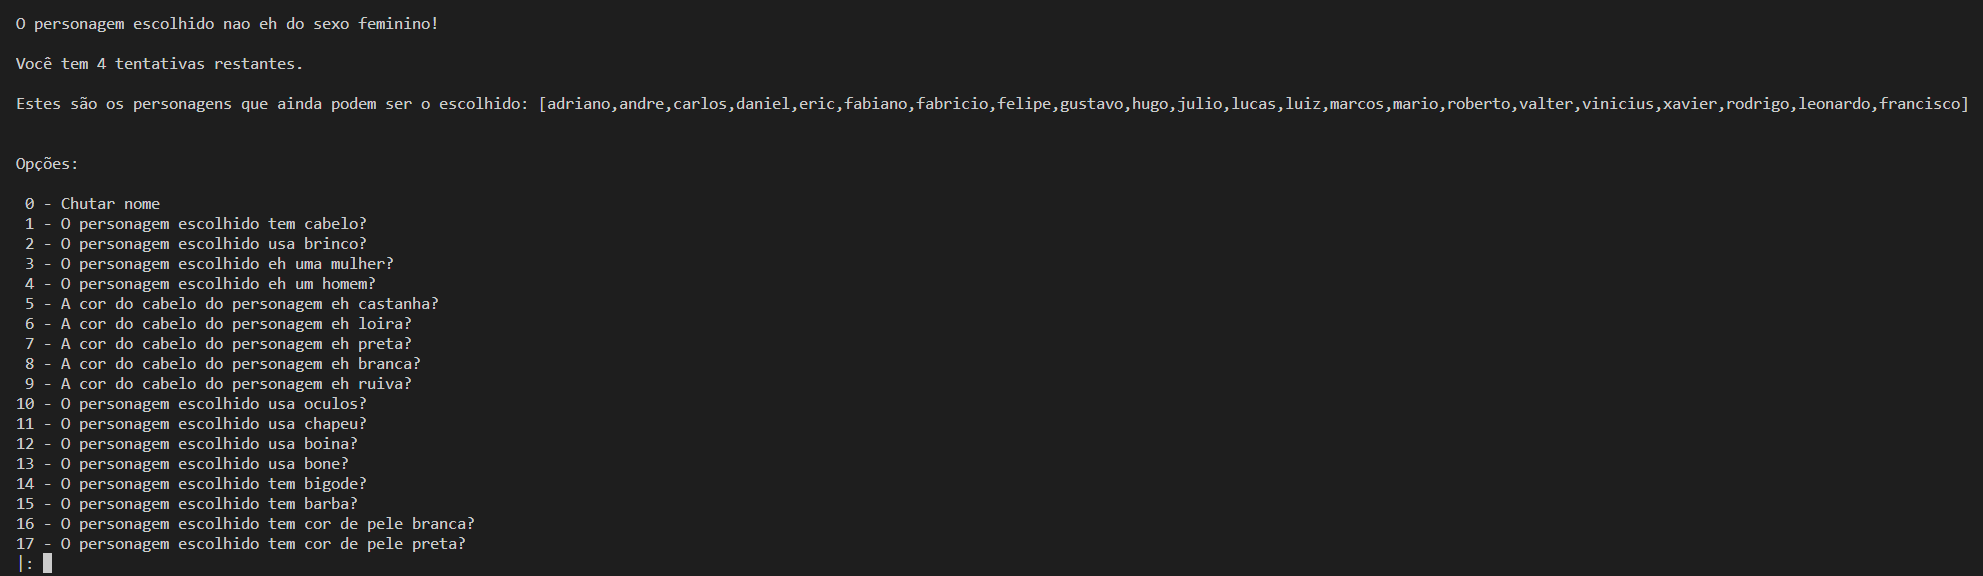 O personagem escolhido nao eh do sexo feminino!
Você tem 4 tentativas restantes.
Estes são os personagens que ainda podem ser o escolhido: [adriano,andre,carlos,daniel,eric,fabiano,fabricio,felipe,gustavo,hugo,julio,lucas,luiz,marcos,mario,roberto,valter,vinicius,xavier,rodrigo,leonardo,francisco]
Opções:
0 - Chutar nome
1 - O personagem escolhido tem cabelo?
2 - O personagem escolhido usa brinco?
3 - O personagem escolhido eh uma mulher?
4 - O personagem escolhido eh um homem?
5 - A cor do cabelo do personagem eh castanha?
6 - A cor do cabelo do personagem eh loira?
7 - A cor do cabelo do personagem eh preta?
8 - A cor do cabelo do personagem eh branca?
9 - A cor do cabelo do personagem eh ruiva?
10 - O personagem escolhido usa oculos?
11 - O personagem escolhido usa chapeu?
12 - O personagem escolhido usa boina?
13 - O personagem escolhido usa bone?
14 - O personagem escolhido tem bigode?
15 - O personagem escolhido tem barba?
16 - O personagem escolhido tem cor de pele branca?
17 - O personagem escolhido tem cor de pele preta?
|: